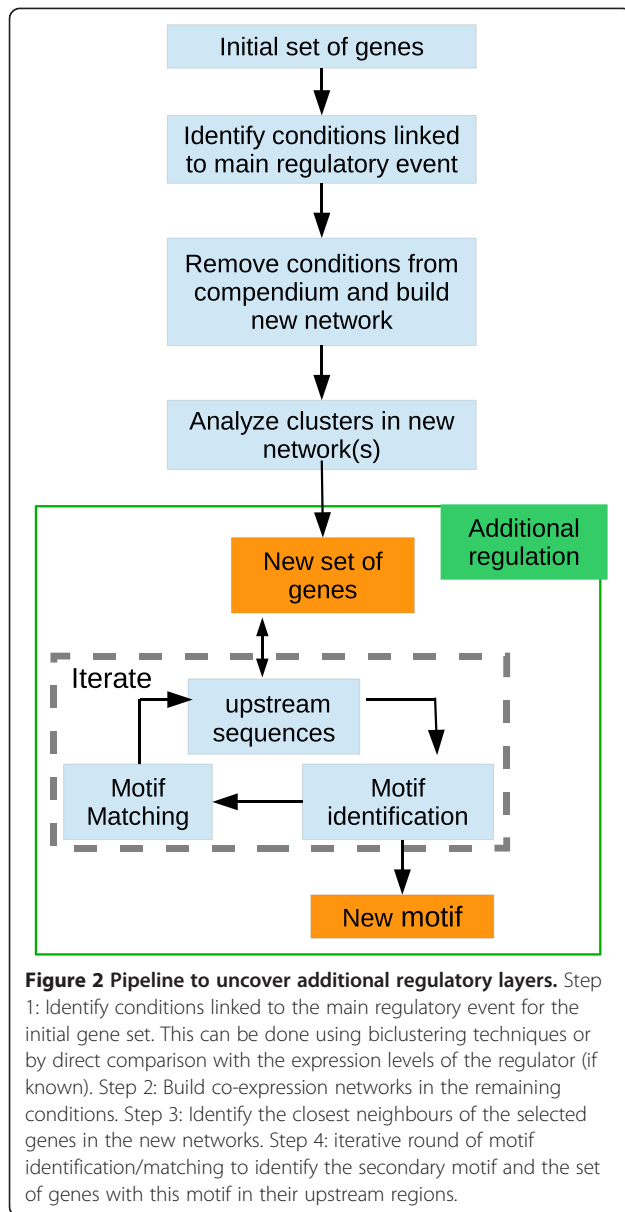 Initial set of genes
Identify conditions linked
to main regulatory event
Remove conditions from
compendium and build
new network
Analyze clusters in new
network(s)
Additional
regulation
New set of
genes
Iterate
upstream
sequences
Motif
Matching
Motif
identification
New motif
Figure 2 Pipeline to uncover additional regulatory layers. Step
1: Identify conditions linked to the main regulatory event for the
initial gene set. This can be done using biclustering techniques or
by direct comparison with the expression levels of the regulator (if
known). Step 2: Build co-expression networks in the remaining
conditions. Step 3: Identify the closest neighbours of the selected
genes in the new networks. Step 4: iterative round of motif
identification/matching to identify the secondary motif and the set
of genes with this motif in their upstream regions.